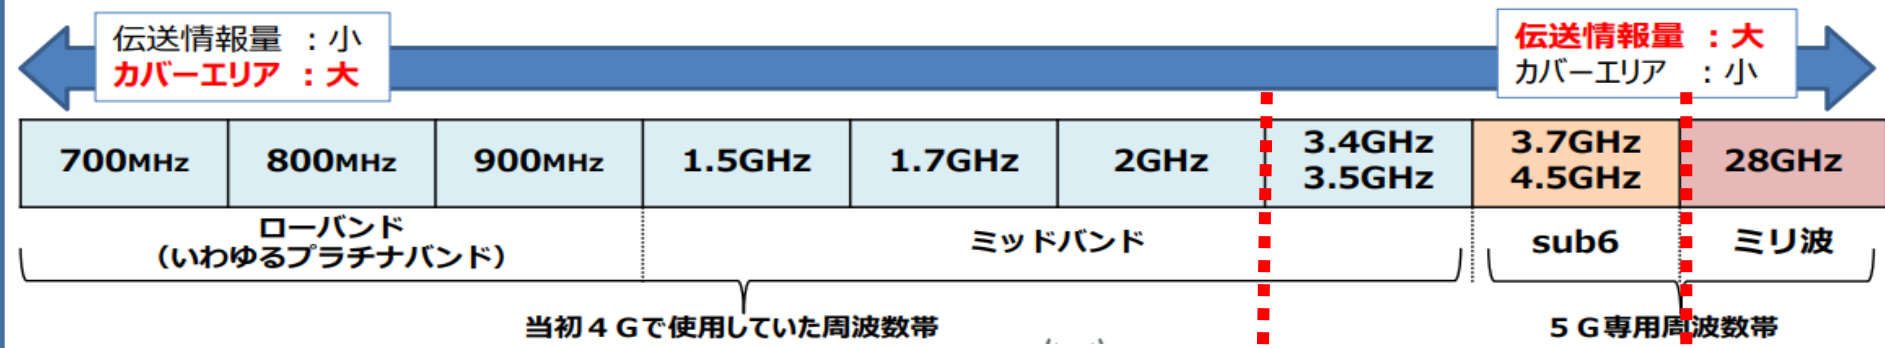 伝送情報量 ：小
カバーエリア ：大
伝送情報量 ：大
カバーエリア ：小
700MHz
800MHz
900MHz
1.5GHz
1.7GHz
2GHz
3.4GHz
3.5GHz
3.7GHz
4.5GHz
28GHz
ローバンド
（いわゆるプラチナバンド）
ミッドバンド
sub6
ミリ波
当初４Ｇで使用していた周波数帯
５Ｇ専用周波数帯